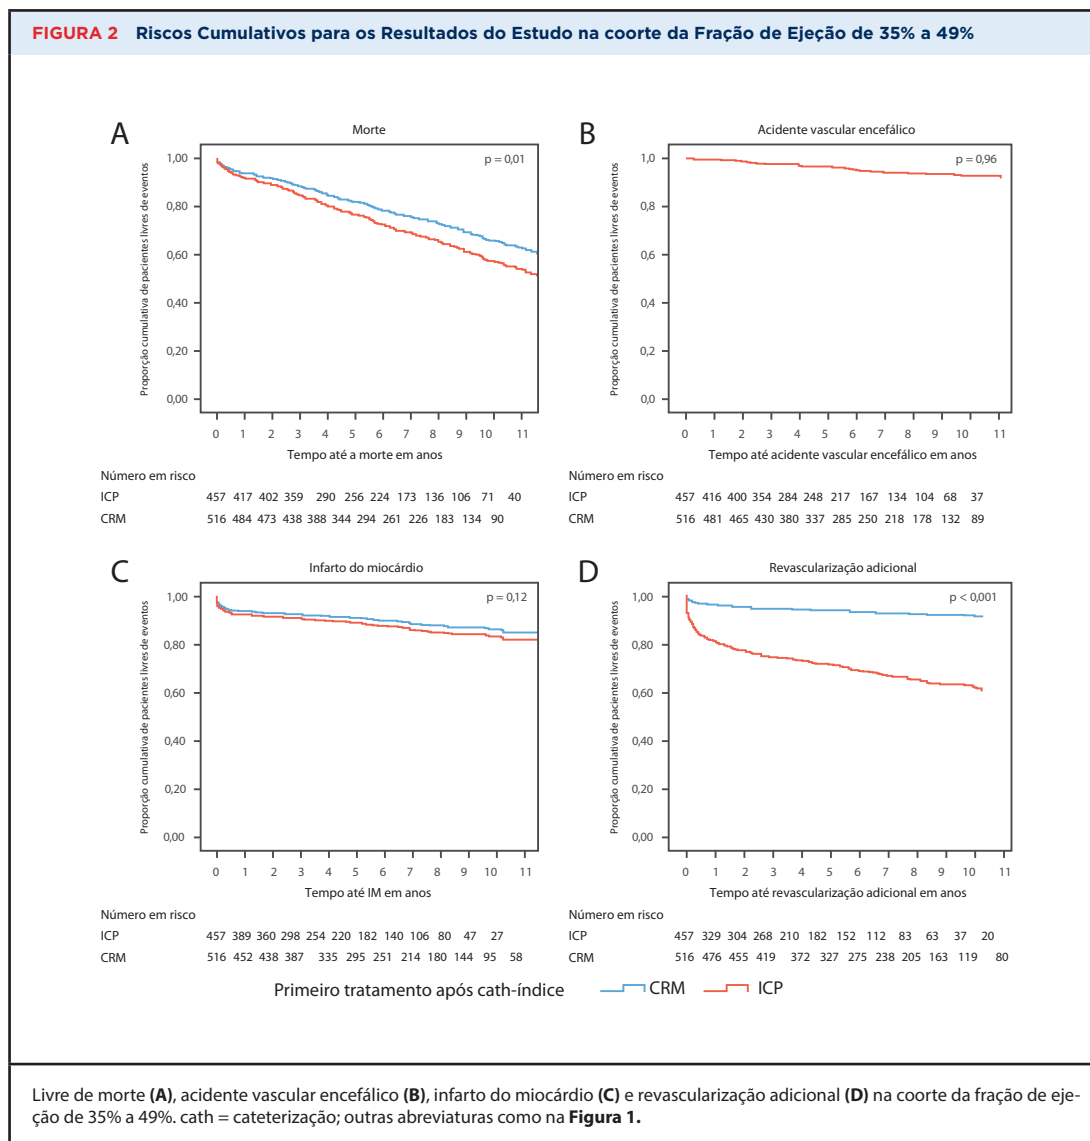 FIGURA 2 Riscos Cumulativos para os Resultados do Estudo na coorte da Fração de Ejeção de 35% a 49%
A
Morte
p = 0,01
Proporção cumulativa de pacientes livres de eventos
1,00
0,80
0,60
0,40
0,20
0,00
0 1 2 3 4 5 6 7 8 9 10 11
Tempo até a morte em anos
Número em risco
ICP 457 417 402 359 290 256 224 173 136 106 71 40
CRM 516 484 473 438 388 344 294 261 226 183 134 90
B
Acidente vascular encefálico
p = 0,96
Proporção cumulativa de pacientes livres de eventos
1,0
0,80
0,60
0,40
0,2
0,0
0 1 2 3 4 5 6 7 8 9 10 11
Tempo até acidente vascular encefálico em anos
Número em risco
ICP 457 416 400 354 284 248 217 167 134 104 68 37
CRM 516 481 465 430 380 337 285 250 218 178 132 89
C
Infarto do miocárdio
p = 0,12
Proporção cumulativa de pacientes livres de eventos
1,00
0,80
0,60
0,40
0,20
0,00
0 1 2 3 4 5 6 7 8 9 10 11
Tempo até IM em anos
Número em risco
ICP 457 389 360 298 254 220 182 140 106 80 47 27
CRM 516 452 438 387 335 295 251 214 180 144 95 58
D
Revascularização adicional
p < 0,001
Proporção cumulativa de pacientes livres de eventos
1,00
0,80
0,60
0,40
0,20
0,00
0 1 2 3 4 5 6 7 8 9 10 11
Tempo até revascularização adicional em anos
Número em risco
ICP 457 329 304 268 210 182 152 112 83 63 37 20
CRM 516 476 455 419 372 327 275 238 205 163 119 80
Primeiro tratamento após cath-índice CRM ICP
Livre de morte (A), acidente vascular encefálico (B), infarto do miocárdio (C) e revascularização adicional (D) na coorte da fração de eje-
ção de 35% a 49%. cath = cateterização; outras abreviaturas como na Figura 1.